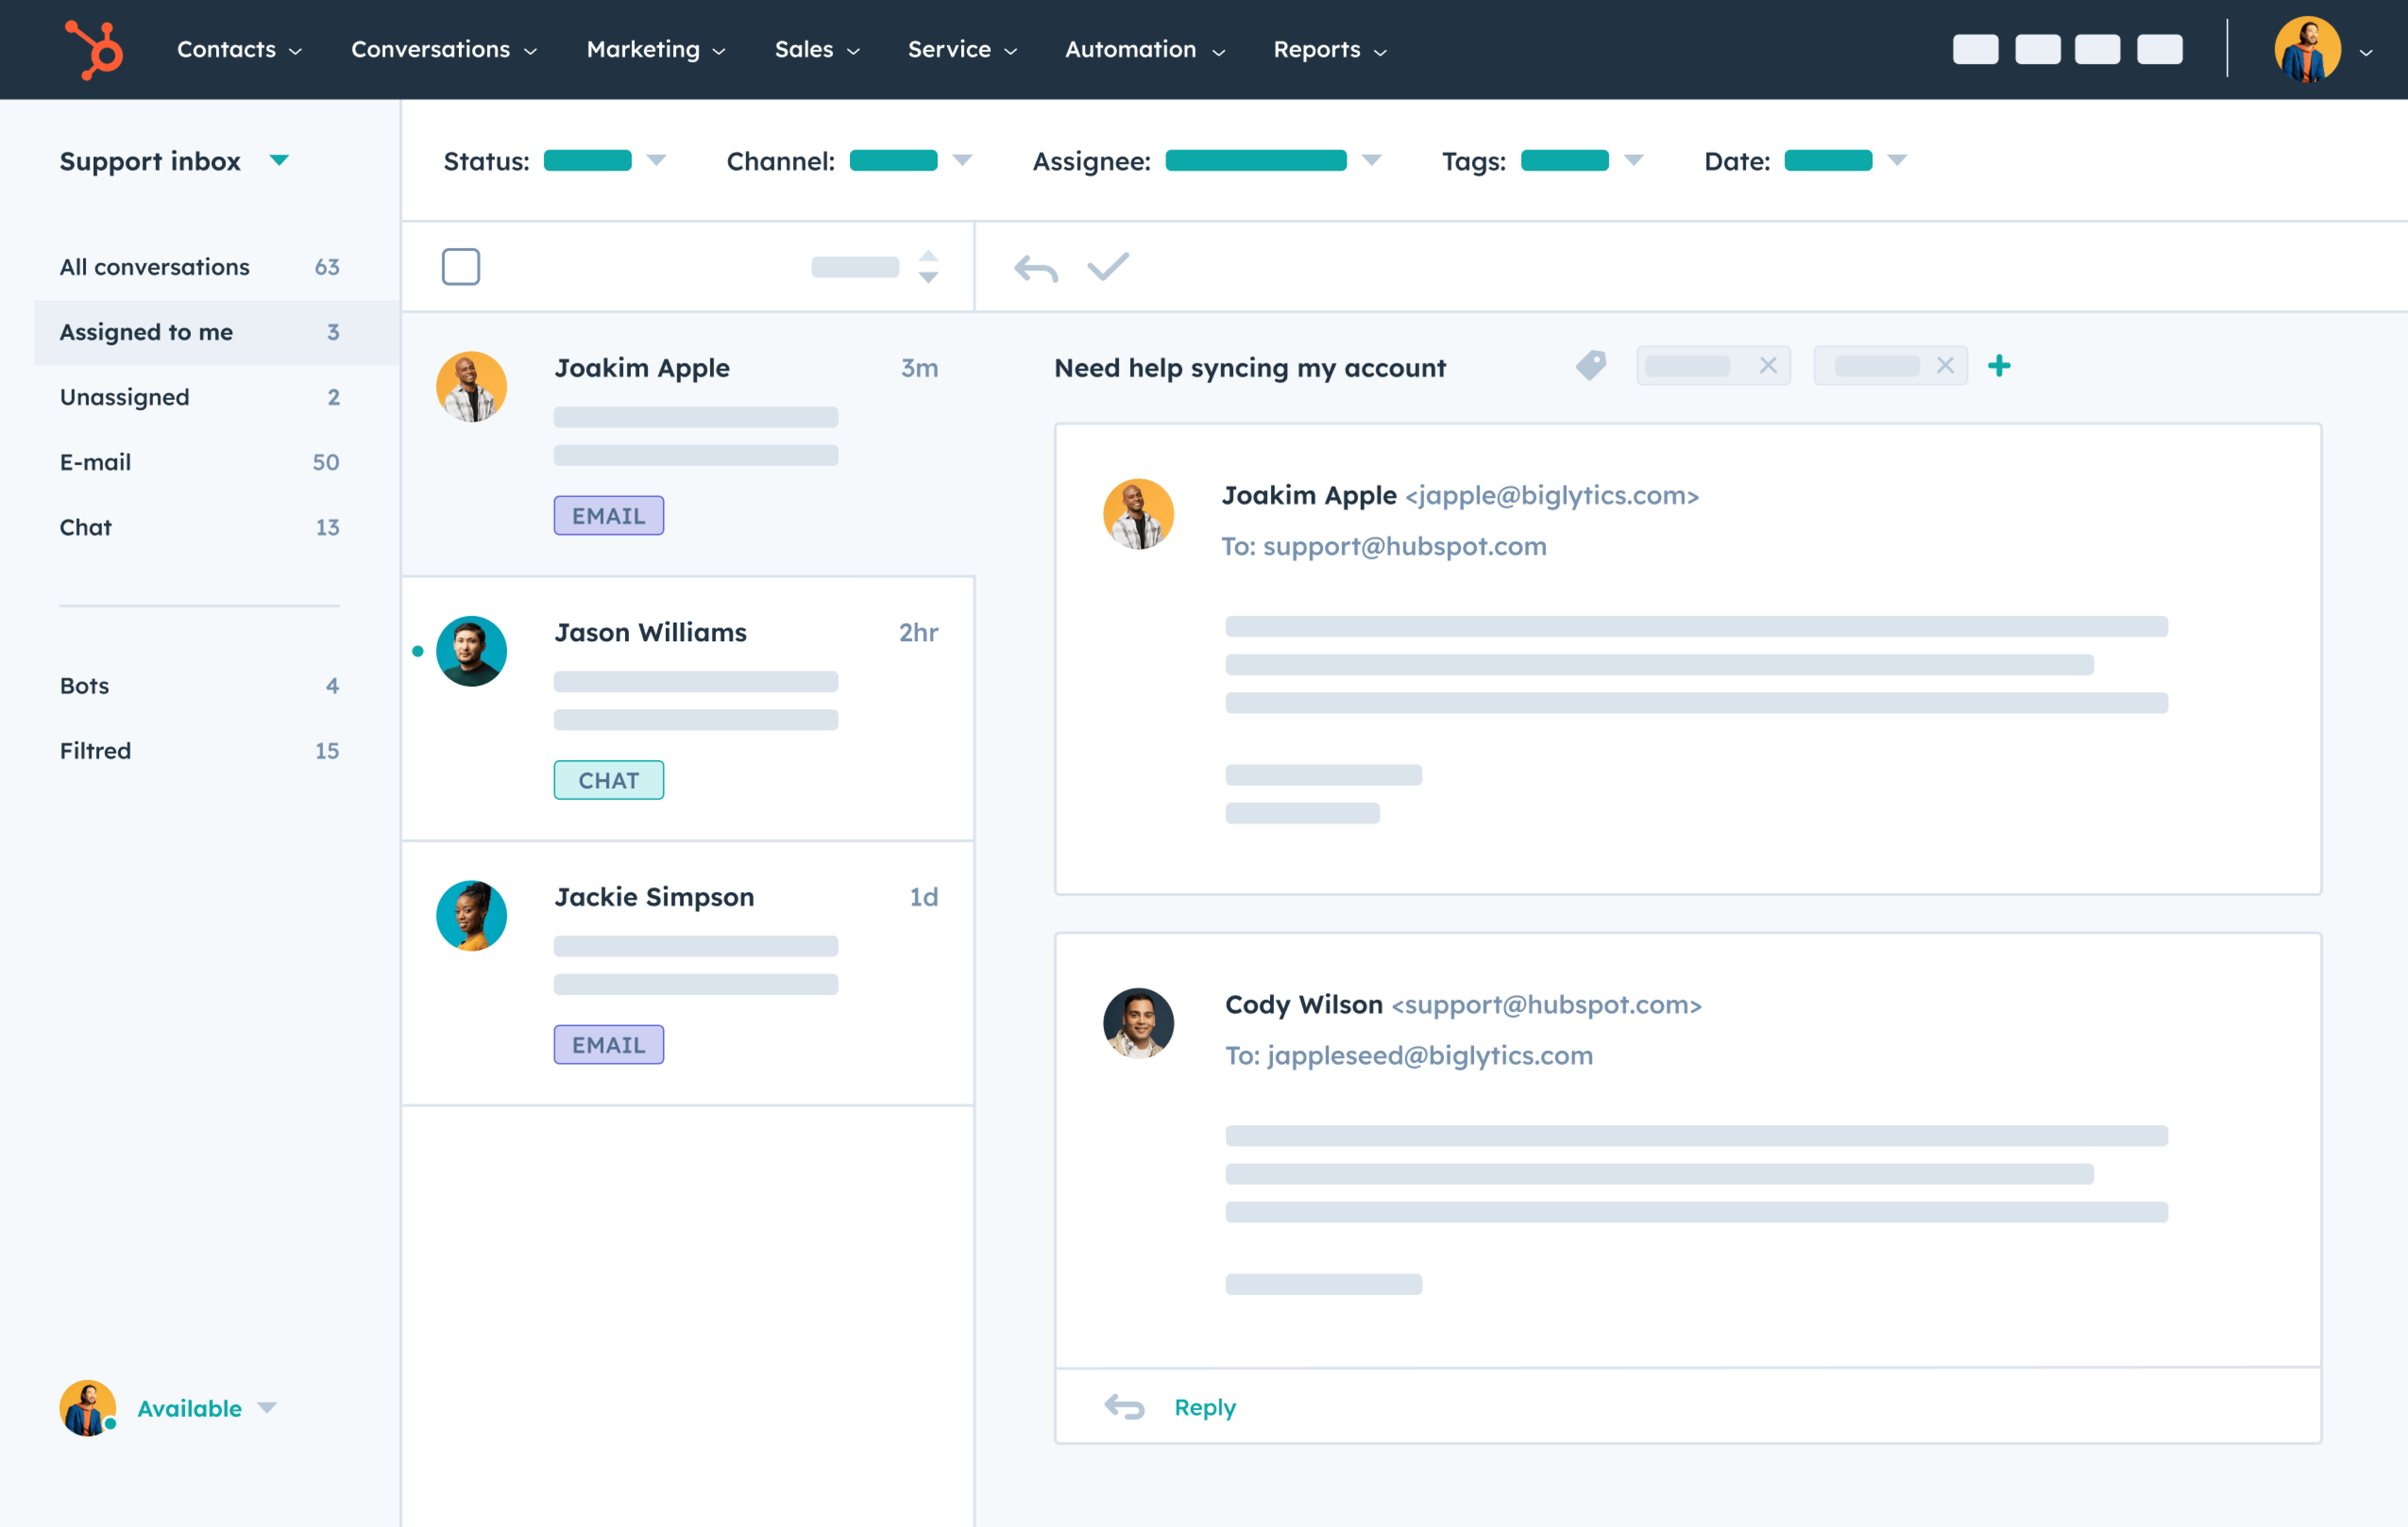 Contacts Conversations Marketing Sales Service Automation Reports
Support inbox
All conversations 63
Assigned to me 3
Unassigned 2
E-mail 50
Chat 13
Bots 4
Filtred 15
Available
Status: Channel: Assignee: Tags: Date:
Joakim Apple 3m
EMAIL
Jason Williams 2hr
CHAT
Jackie Simpson 1d
EMAIL
Need help syncing my account
Joakim Apple <japple@biglytics.com>
To: support@hubspot.com
Cody Wilson <support@hubspot.com>
To: jappleseed@biglytics.com
Reply